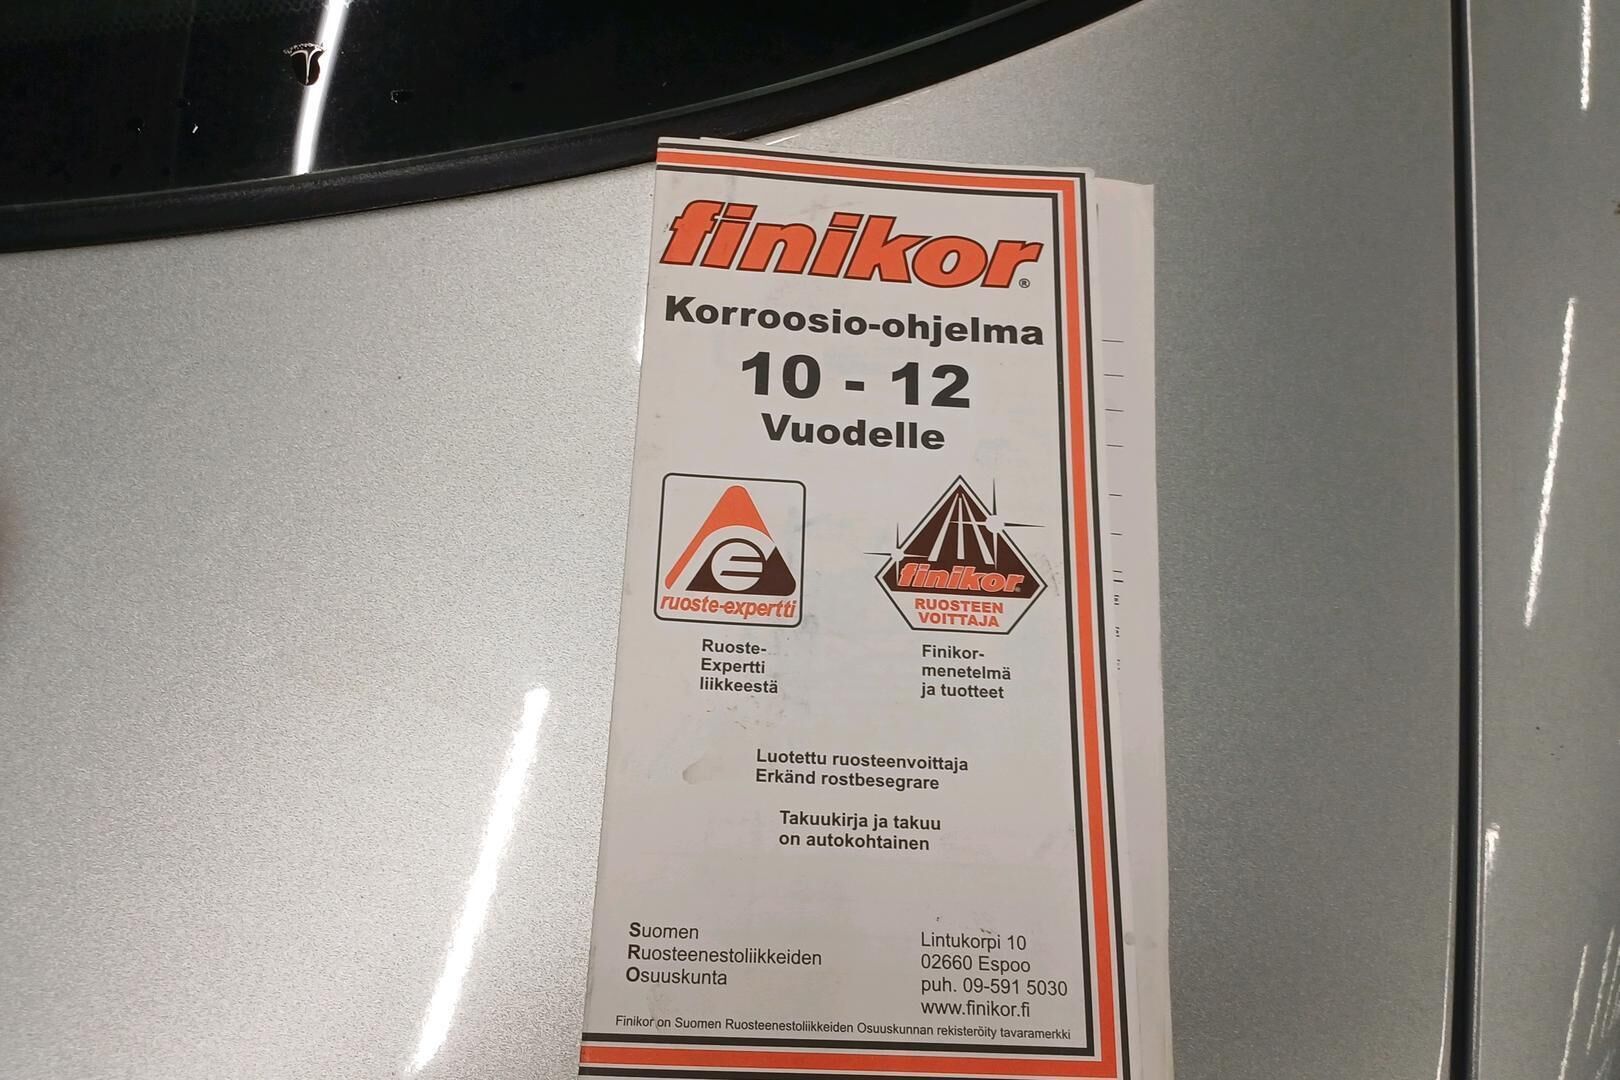 finikor®
Korroosio-ohjelma
10 - 12
Vuodelle
ruoste-expertti
Ruoste-
Expertti
liikkeestä
finikor
RUOSTEEN
VOITTAJA
Finikor-
menetelmä
ja tuotteet
Luotettu ruosteenvoittaja
Erkänd rostbesegrare
Takuukirja ja takuu
on autokohtainen
Suomen
Ruosteenestoliikkeiden
Osuuskunta
Lintukorpi 10
02660 Espoo
puh. 09-591 5030
www.finikor.fi
Finikor on Suomen Ruosteenestoliikkeiden Osuuskunnan rekisteröity tavaramerkki